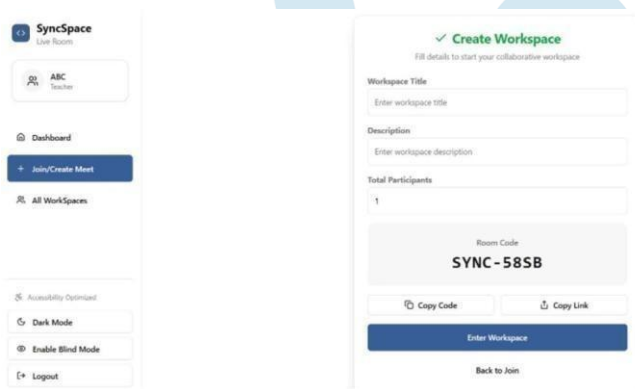 SyncSpace
Live Room
ABC
Teacher
Dashboard
+ Join/Create Meet
All WorkSpaces
Accessibility Optimized
Dark Mode
Enable Blind Mode
Logout
Create Workspace
Fill details to start your collaborative workspace
Workspace Title
Enter workspace title
Description
Enter workspace description
Total Participants
1
Room Code
SYNC-58SB
Copy Code
Copy Link
Enter Workspace
Back to Join